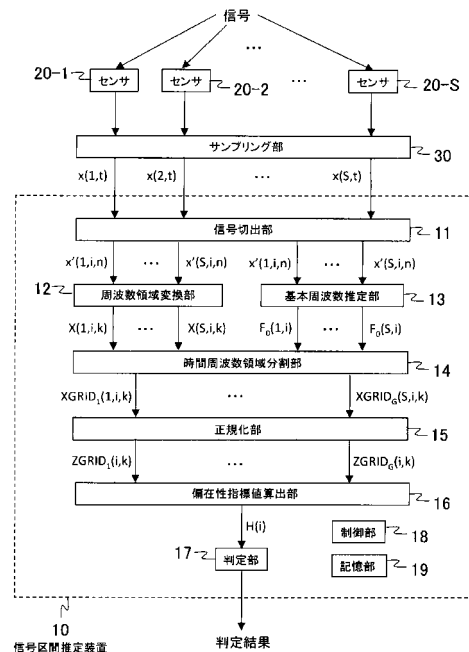 信号
20-1 センサ センサ 20-2 … センサ 20-S
サンプリング部 30
x(1,t) x(2,t) … x(S,t)
信号切出部 11
x'(1,i,n) … x'(S,i,n) x'(1,i,n) … x'(S,i,n)
12 周波数領域変換部 基本周波数推定部 13
X(1,i,k) … X(S,i,k) F₀(1,i) … F₀(S,i)
時間周波数領域分割部 14
XGRID₁(1,i,k) … XGRID_G(S,i,k)
正規化部 15
ZGRID₁(i,k) … ZGRID_G(i,k)
偏在性指標値算出部 16
H(i)
制御部 18
17 判定部
記憶部 19
10
信号区間推定装置
判定結果